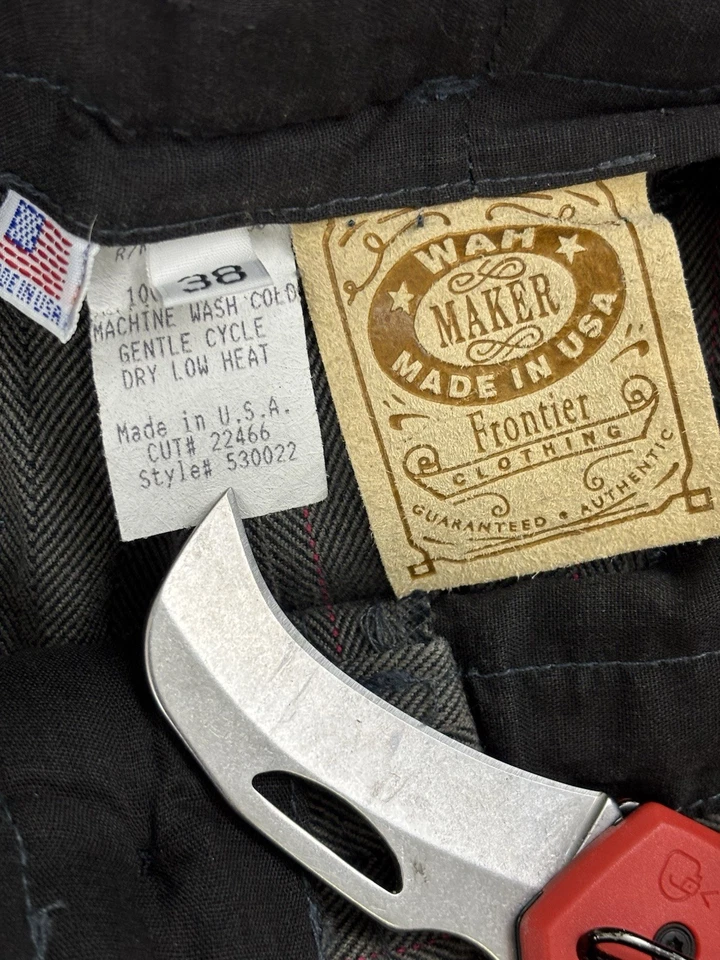 MADE IN USA
38
MACHINE WASH COLD
GENTLE CYCLE
DRY LOW HEAT
Made in U.S.A.
CUT# 22466
Style# 530022
WAH
MAKER
MADE IN USA
Frontier
CLOTHING
GUARANTEED • AUTHENTIC